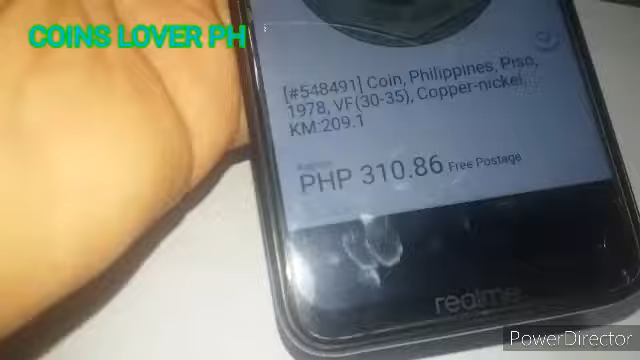 COINS LOVER PH
[#548491] Coin, Philippines, Piso,
1978, VF(30-35), Copper-nickel,
KM:209.1
PHP 310.86 Free Postage
realme
PowerDirector